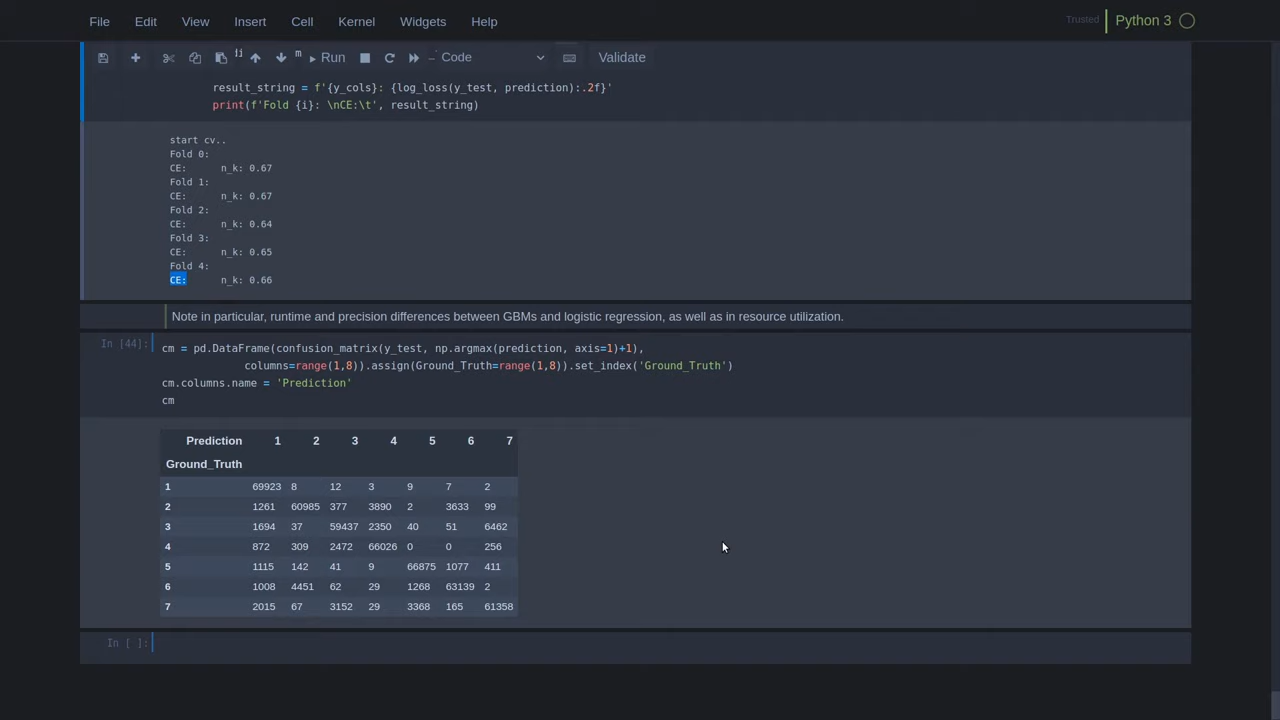 File Edit View Insert Cell Kernel Widgets Help Trusted Python 3
Run Code Validate
result_string = f'{y_cols}: {log_loss(y_test, prediction):.2f}'
print(f'Fold {i}: \nCE:\t', result_string)
start cv..
Fold 0:
CE: n_k: 0.67
Fold 1:
CE: n_k: 0.67
Fold 2:
CE: n_k: 0.64
Fold 3:
CE: n_k: 0.65
Fold 4:
CE: n_k: 0.66
Note in particular, runtime and precision differences between GBMs and logistic regression, as well as in resource utilization.
In [44]: cm = pd.DataFrame(confusion_matrix(y_test, np.argmax(prediction, axis=1)+1),
columns=range(1,8)).assign(Ground_Truth=range(1,8)).set_index('Ground_Truth')
cm.columns.name = 'Prediction'
cm
Prediction 1 2 3 4 5 6 7
Ground_Truth
1 69923 8 12 3 9 7 2
2 1261 60985 377 3890 2 3633 99
3 1694 37 59437 2350 40 51 6462
4 872 309 2472 66026 0 0 256
5 1115 142 41 9 66875 1077 411
6 1008 4451 62 29 1268 63139 2
7 2015 67 3152 29 3368 165 61358
In [ ]: